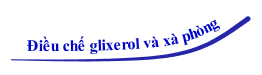 Điều chế glixerol và xà phòng